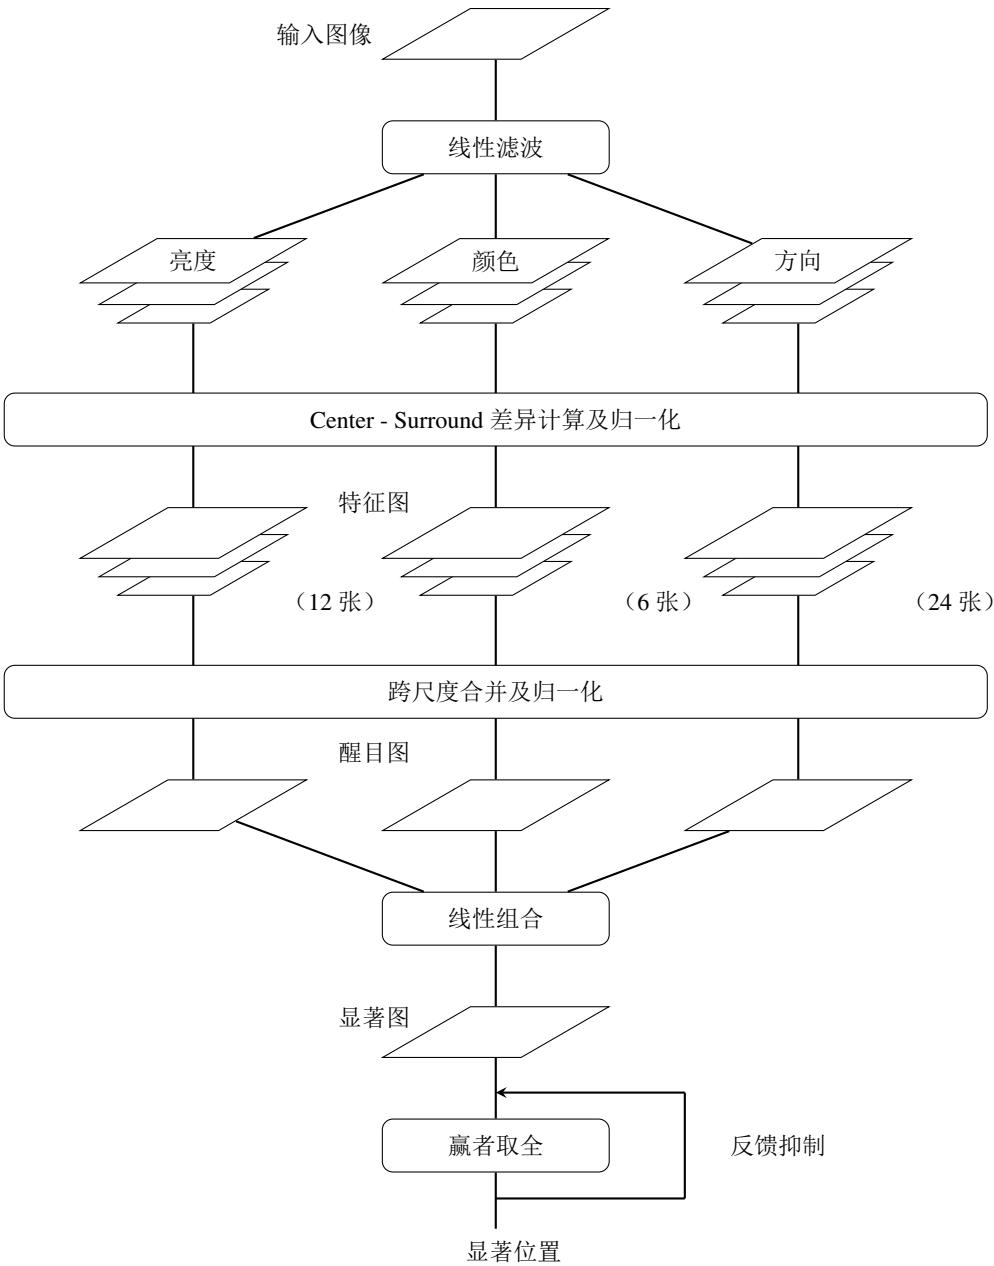 输入图像
线性滤波
亮度
颜色
方向
Center - Surround 差异计算及归一化
特征图
（12 张）
（6 张）
（24 张）
跨尺度合并及归一化
醒目图
线性组合
显著图
赢者取全
反馈抑制
显著位置